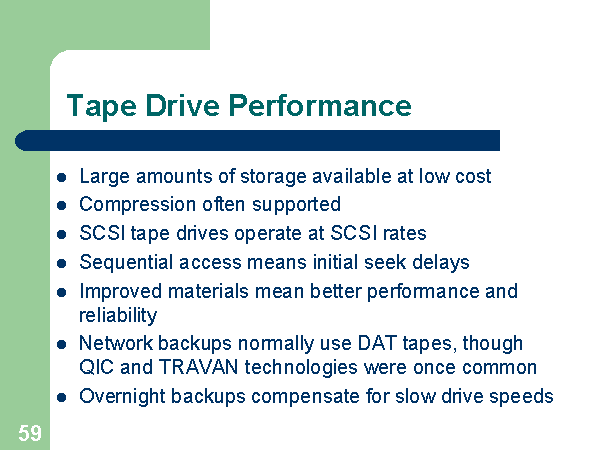 Tape Drive Performance
Large amounts of storage available at low cost
Compression often supported
SCSI tape drives operate at SCSI rates
Sequential access means initial seek delays
Improved materials mean better performance and
reliability
Network backups normally use DAT tapes, though
QIC and TRAVAN technologies were once common
Overnight backups compensate for slow drive speeds
59